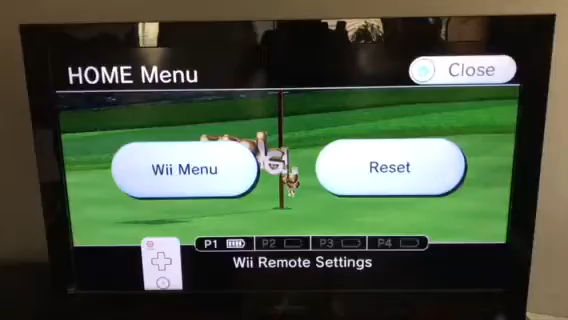 HOME Menu
Close
Wii Menu
Reset
P1 P2 P3 P4
Wii Remote Settings